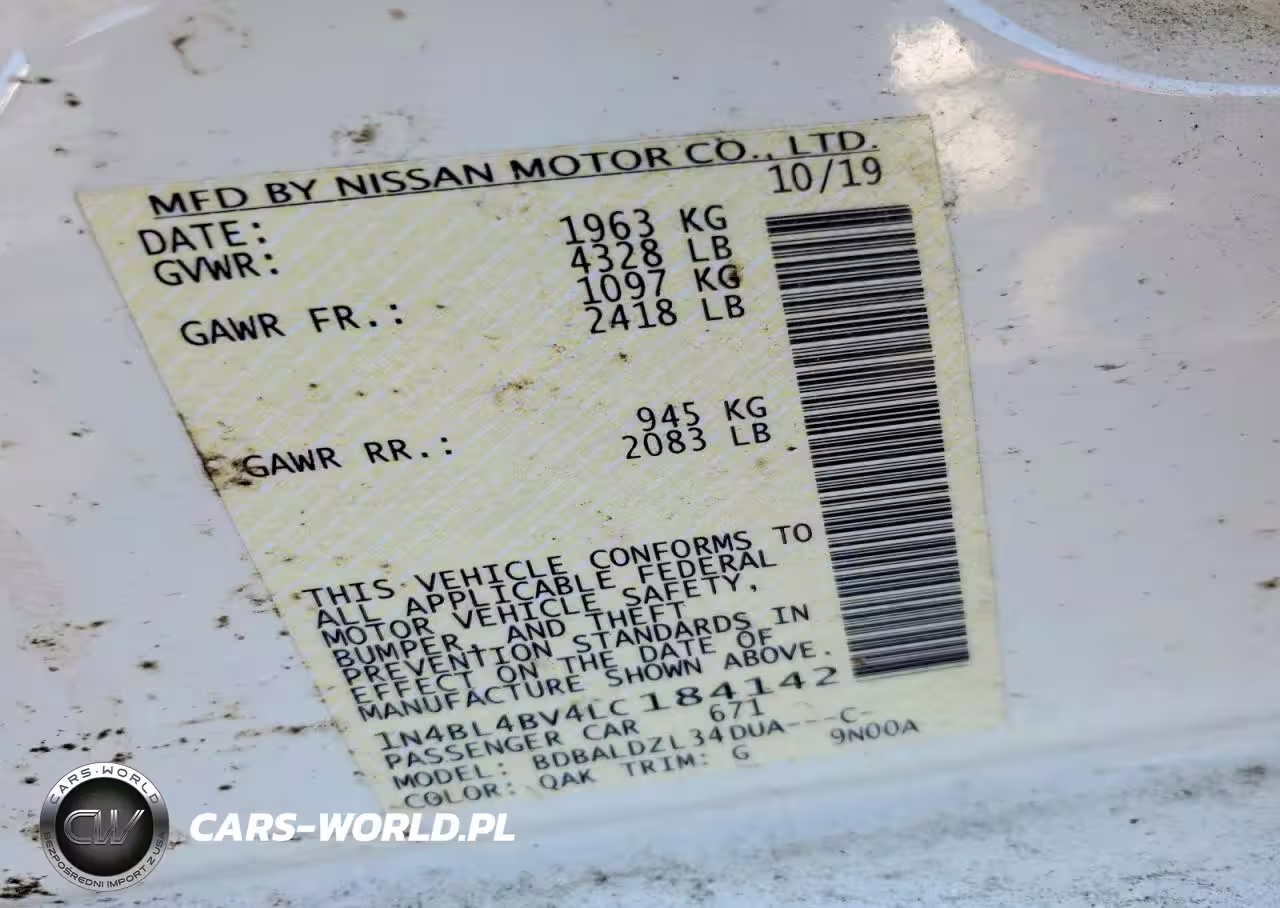 MFD BY NISSAN MOTOR CO., LTD.
DATE: 10/19
GVWR: 1963 KG
4328 LB
GAWR FR.: 1097 KG
2418 LB
GAWR RR.: 945 KG
2083 LB
THIS VEHICLE CONFORMS TO
ALL APPLICABLE FEDERAL
MOTOR VEHICLE SAFETY,
BUMPER, AND THEFT
PREVENTION STANDARDS IN
EFFECT ON THE DATE OF
MANUFACTURE SHOWN ABOVE.
1N4BL4BV4LC184142
PASSENGER CAR 671
MODEL: BDBALDZL34DUA---C-
COLOR: QAK TRIM: G 9N00A
CARS-WORLD
CW
BEZPOŚREDNI IMPORT Z USA
CARS-WORLD.PL